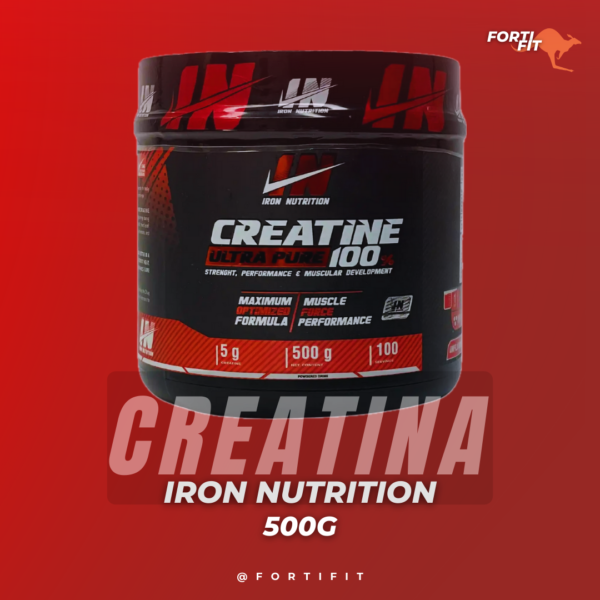 FORTI
FIT
IN
IRON NUTRITION
IN
IRON NUTRITION
CREATINE
ULTRA PURE 100%
STRENGHT, PERFORMANCE & MUSCULAR DEVELOPMENT
MAXIMUM
OPTIMIZED
FORMULA
MUSCLE
FORCE
PERFORMANCE
5 g
500 g
100
CREATINA
IRON NUTRITION
500G
@FORTIFIT